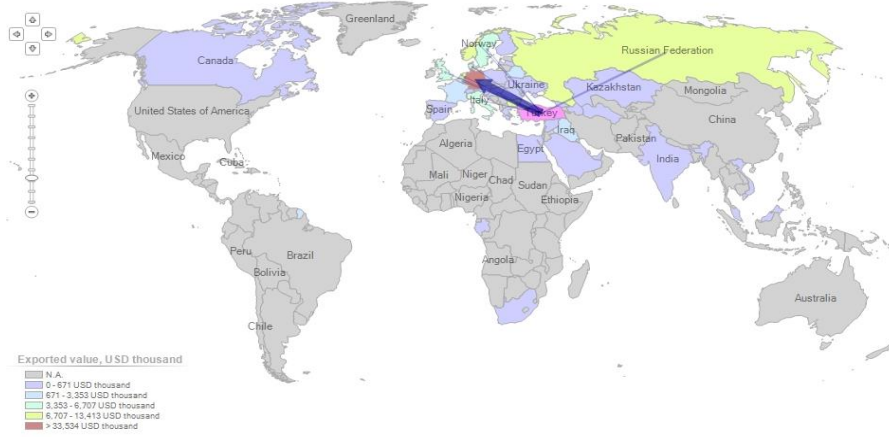 Greenland
Norway
Russian Federation
Canada
Ukraine
Kazakhstan
Mongolia
Italy
Spain
Turkey
United States of America
China
Iraq
Pakistan
Algeria
Egypt
India
Mexico
Cuba
Mali
Niger
Chad
Sudan
Nigeria
Ethiopia
Peru
Brazil
Angola
Bolivia
Australia
Chile
Exported value, USD thousand
N.A.
0 - 671 USD thousand
671 - 3,353 USD thousand
3,353 - 6,707 USD thousand
6,707 - 13,413 USD thousand
> 33,534 USD thousand